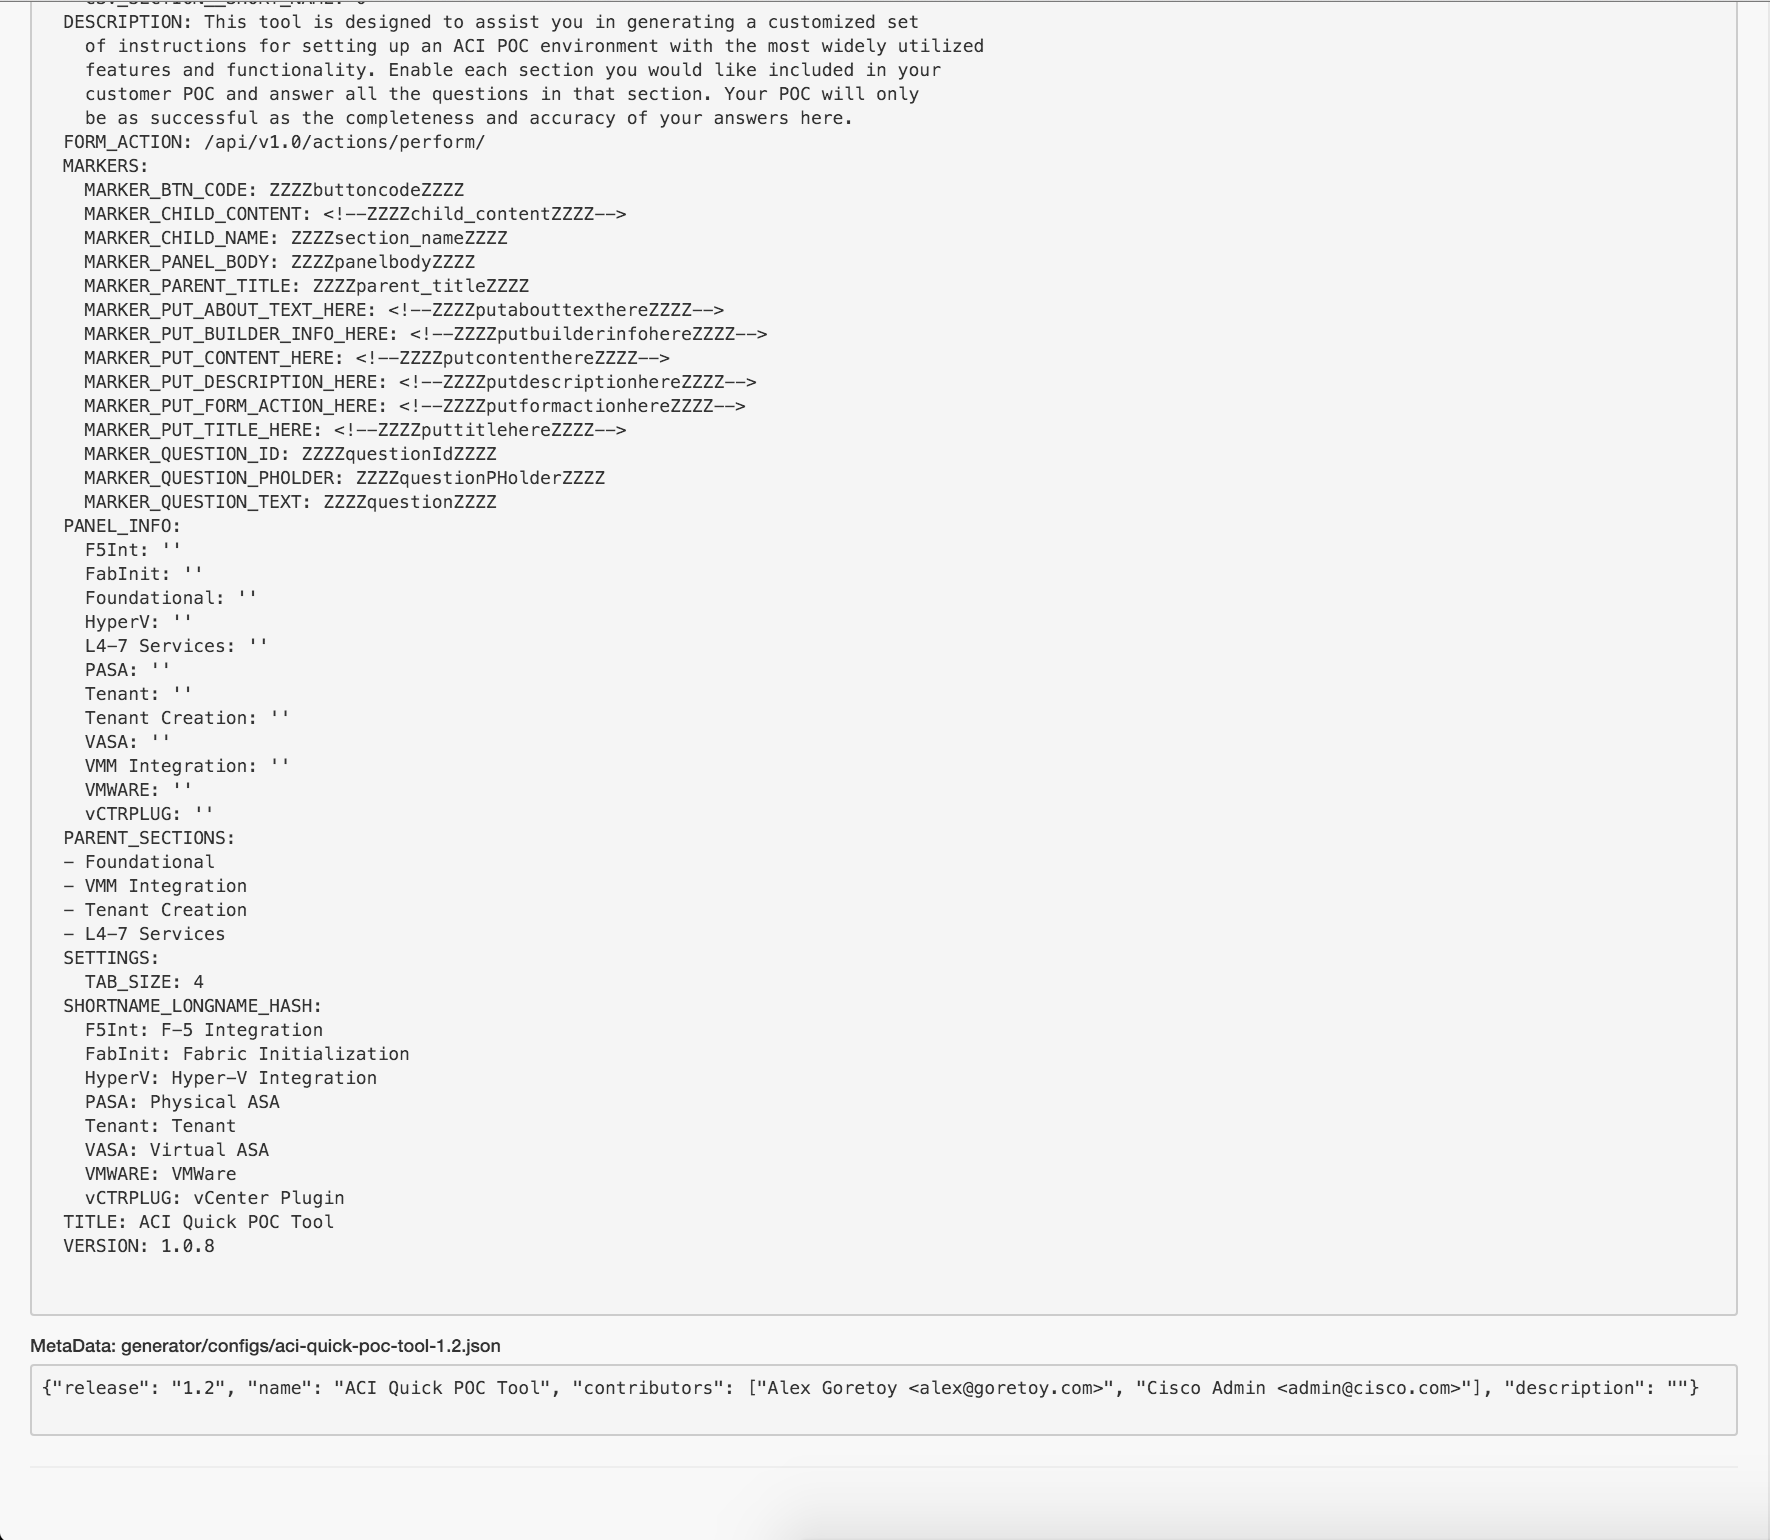 DESCRIPTION: This tool is designed to assist you in generating a customized set
of instructions for setting up an ACI POC environment with the most widely utilized
features and functionality. Enable each section you would like included in your
customer POC and answer all the questions in that section. Your POC will only
be as successful as the completeness and accuracy of your answers here.
FORM_ACTION: /api/v1.0/actions/perform/
MARKERS:
MARKER_BTN_CODE: ZZZZbuttoncodeZZZZ
MARKER_CHILD_CONTENT: <!--ZZZZchild_contentZZZZ-->
MARKER_CHILD_NAME: ZZZZsection_nameZZZZ
MARKER_PANEL_BODY: ZZZZpanelbodyZZZZ
MARKER_PARENT_TITLE: ZZZZparent_titleZZZZ
MARKER_PUT_ABOUT_TEXT_HERE: <!--ZZZZputabouttexthereZZZZ-->
MARKER_PUT_BUILDER_INFO_HERE: <!--ZZZZputbuilderinfohereZZZZ-->
MARKER_PUT_CONTENT_HERE: <!--ZZZZputcontenthereZZZZ-->
MARKER_PUT_DESCRIPTION_HERE: <!--ZZZZputdescriptionhereZZZZ-->
MARKER_PUT_FORM_ACTION_HERE: <!--ZZZZputformactionhereZZZZ-->
MARKER_PUT_TITLE_HERE: <!--ZZZZputtitlehereZZZZ-->
MARKER_QUESTION_ID: ZZZZquestionIdZZZZ
MARKER_QUESTION_PHOLDER: ZZZZquestionPHolderZZZZ
MARKER_QUESTION_TEXT: ZZZZquestionZZZZ
PANEL_INFO:
F5Int: ''
FabInit: ''
Foundational: ''
HyperV: ''
L4-7 Services: ''
PASA: ''
Tenant: ''
Tenant Creation: ''
VASA: ''
VMM Integration: ''
VMWARE: ''
vCTRPLUG: ''
PARENT_SECTIONS:
- Foundational
- VMM Integration
- Tenant Creation
- L4-7 Services
SETTINGS:
TAB_SIZE: 4
SHORTNAME_LONGNAME_HASH:
F5Int: F-5 Integration
FabInit: Fabric Initialization
HyperV: Hyper-V Integration
PASA: Physical ASA
Tenant: Tenant
VASA: Virtual ASA
VMWARE: VMWare
vCTRPLUG: vCenter Plugin
TITLE: ACI Quick POC Tool
VERSION: 1.0.8
MetaData: generator/configs/aci-quick-poc-tool-1.2.json
{"release": "1.2", "name": "ACI Quick POC Tool", "contributors": ["Alex Goretoy <alex@goretoy.com>", "Cisco Admin <admin@cisco.com>"], "description": ""}